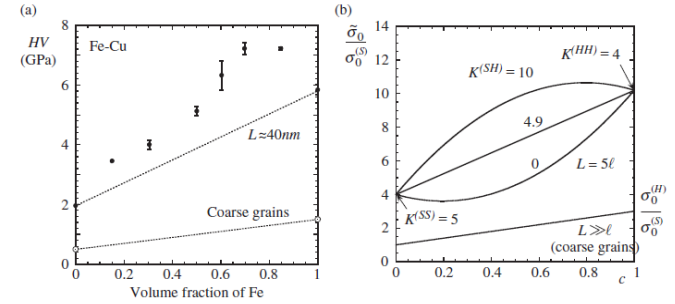 (a)
HV
(GPa)
8
6
4
2
0
Fe-Cu
L≈40nm
Coarse grains
0 0.2 0.4 0.6 0.8 1
Volume fraction of Fe
(b)
σ̃₀
σ₀⁽ˢ⁾
14
12
10
8
6
4
2
0
K⁽ˢᴴ⁾ = 10
K⁽ᴴᴴ⁾ = 4
4.9
0
L = 5ℓ
K⁽ˢˢ⁾ = 5
L≫ℓ
(coarse grains)
σ₀⁽ᴴ⁾
σ₀⁽ˢ⁾
0 0.2 0.4 0.6 0.8 c 1